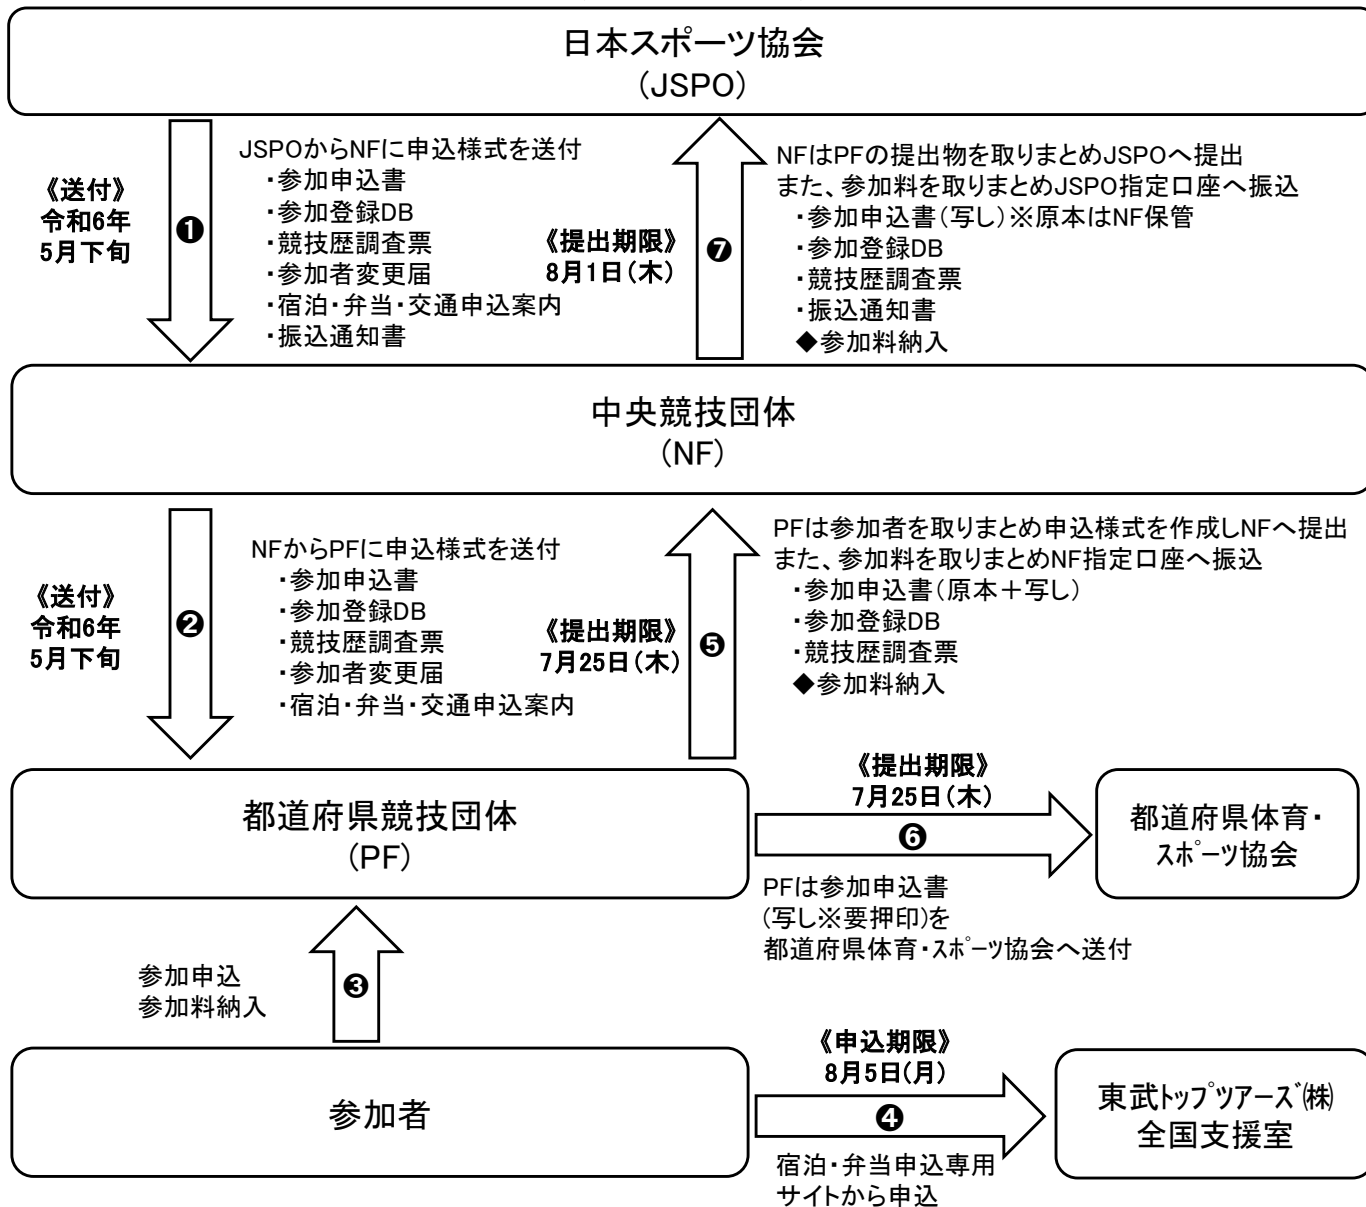 日本スポーツ協会
(JSPO)
《送付》
令和6年
5月下旬
❶
JSPOからNFに申込様式を送付
・参加申込書
・参加登録DB
・競技歴調査票
・参加者変更届
・宿泊・弁当・交通申込案内
・振込通知書
《提出期限》
8月1日(木)
❼
NFはPFの提出物を取りまとめJSPOへ提出
また、参加料を取りまとめJSPO指定口座へ振込
・参加申込書(写し)※原本はNF保管
・参加登録DB
・競技歴調査票
・振込通知書
◆参加料納入
中央競技団体
(NF)
《送付》
令和6年
5月下旬
❷
NFからPFに申込様式を送付
・参加申込書
・参加登録DB
・競技歴調査票
・参加者変更届
・宿泊・弁当・交通申込案内
《提出期限》
7月25日(木)
❺
PFは参加者を取りまとめ申込様式を作成しNFへ提出
また、参加料を取りまとめNF指定口座へ振込
・参加申込書(原本+写し)
・参加登録DB
・競技歴調査票
◆参加料納入
都道府県競技団体
(PF)
《提出期限》
7月25日(木)
❻
PFは参加申込書
(写し※要押印)を
都道府県体育・スポーツ協会へ送付
都道府県体育・
スポーツ協会
参加申込
参加料納入
❸
参加者
《申込期限》
8月5日(月)
❹
宿泊・弁当申込専用
サイトから申込
東武トップツアーズ㈱
全国支援室